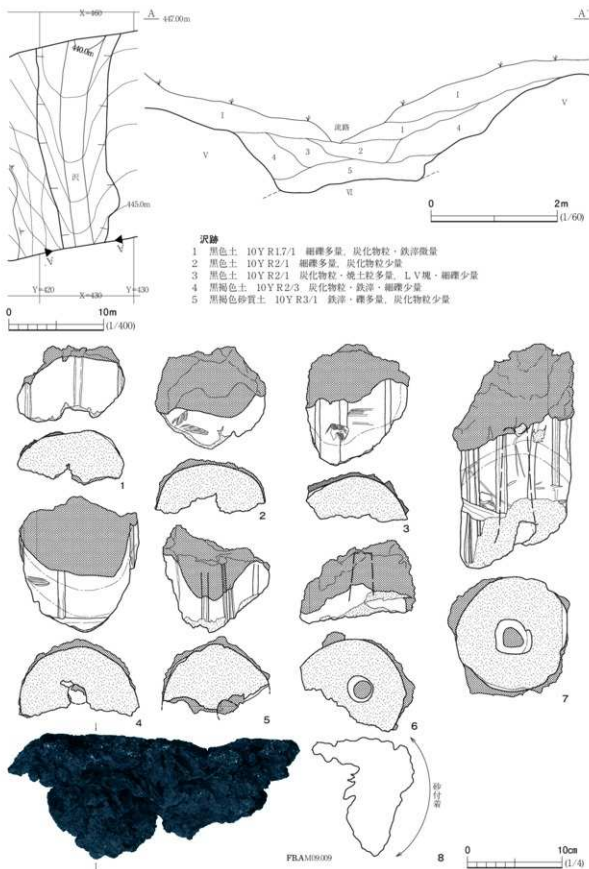 X=460
A
447.00m
A'
440.0m
I
I
流路
I
4
V
3
2
V
4
5
沢
VI
445.0m
0 2m
(1/60)
A
A'
Y=420
X=430
Y=430
0 10m
(1/400)
沢跡
1 黒色土 10YR1.7/1 細礫多量,炭化物粒・鉄滓微量
2 黒色土 10YR2/1 細礫多量,炭化物粒少量
3 黒色土 10YR2/1 炭化物粒・焼土粒多量,LV塊・細礫少量
4 黒褐色土 10YR2/3 炭化物粒・鉄滓・細礫少量
5 黒褐色砂質土 10YR3/1 鉄滓・礫多量,炭化物粒少量
1
2
3
4
5
6
7
砂付着
FB.AM09.009
8
0 10cm
(1/4)